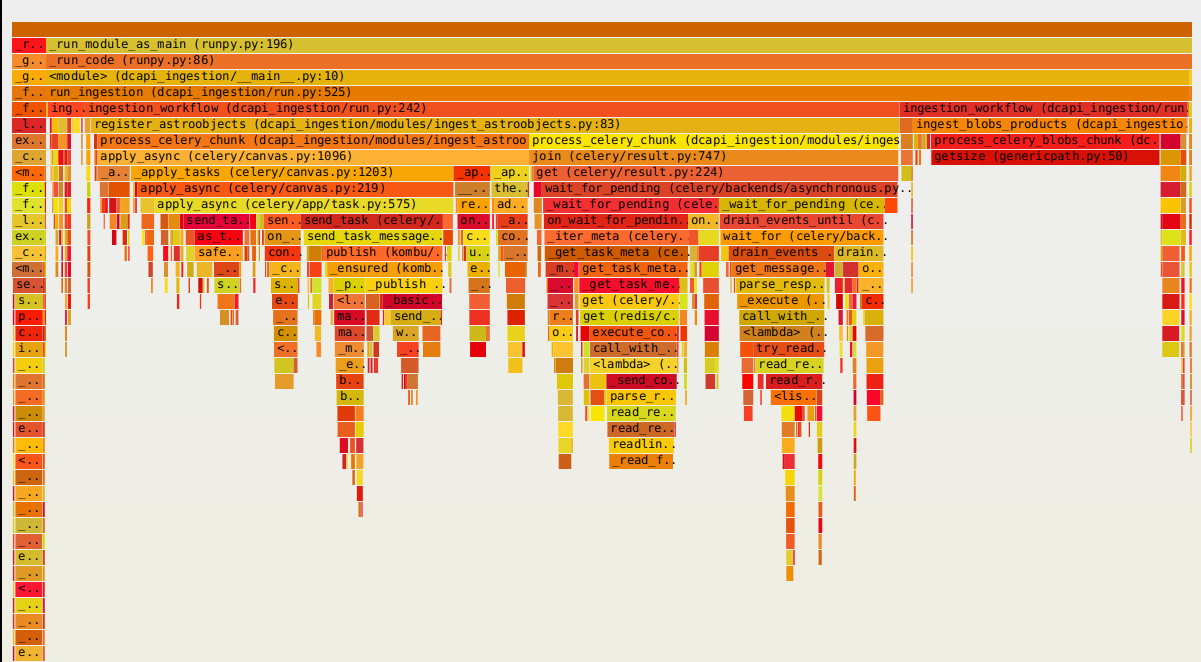 _r.. _run_module_as_main (runpy.py:196)
_g.. _run_code (runpy.py:86)
_g.. <module> (dcapi_ingestion/__main__.py:10)
_f.. run_ingestion (dcapi_ingestion/run.py:525)
_f.. ing.. ingestion_workflow (dcapi_ingestion/run.py:242) ingestion_workflow (dcapi_ingestion/run.
_l.. register_astroobjects (dcapi_ingestion/modules/ingest_astroobjects.py:83) ingest_blobs_products (dcapi_ingestio..
ex.. process_celery_chunk (dcapi_ingestion/modules/ingest_astroo process_celery_chunk (dcapi_ingestion/modules/inges process_celery_blobs_chunk (dc.
_c.. apply_async (celery/canvas.py:1096) join (celery/result.py:747) getsize (genericpath.py:50)
<m. _a.. _apply_tasks (celery/canvas.py:1203) _ap. _ap.. get (celery/result.py:224)
_f. apply_async (celery/canvas.py:219) _.. the. wait_for_pending (celery/backends/asynchronous.py..
_f.. apply_async (celery/app/task.py:575) re.. ad.. _wait_for_pending (cele. _wait_for_pending (ce..
_l.. send_ta.. sen.. send_task (celery/. on.. _a.. on_wait_for_pendin.. on.. drain_events_until (c.
ex.. as_t.. on_.. send_task_message.. c.. co.. _iter_meta (celery. wait_for (celery/back.
_c.. safe.. con. publish (kombu/. u.. _.. _get_task_meta (ce. drain_events . drain.
<m. _.. _c.. _ensured (komb. e.. _m.. get_task_meta. get_message. o..
se.. s.. s.. _p.. _publish . _.. _.. _get_task_me. parse_resp. _..
s.. e.. <l.. _basic. _.. get (celery/. _execute (. c..
p.. _.. ma.. send_. r.. get (redis/c. call_with_.
c.. c.. ma.. w.. o.. execute_co. <lambda> (.
i.. <.. _m.. _.. call_with_. try_read.
_.. _e.. <lambda> (.. read_re.
_.. b.. _send_co. read_r.
_.. b.. parse_r. <lis..
_.. read_re.
e.. read_re.
_.. readlin.
<.. _read_f.
_..
_..
_..
_..
_..
e..
_..
<..
_..
_..
_..
e..